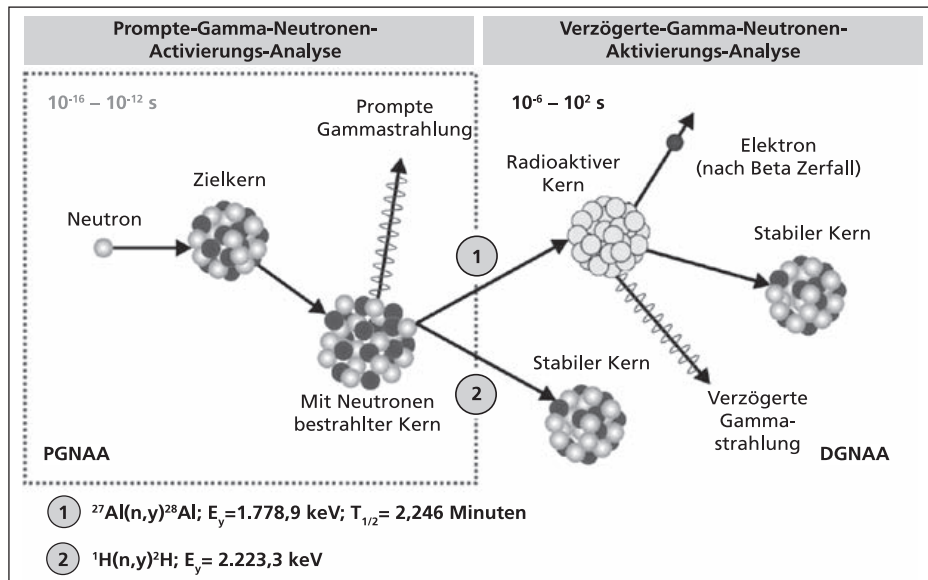 Prompte-Gamma-Neutronen-
Activierungs-Analyse
Verzögerte-Gamma-Neutronen-
Aktivierungs-Analyse
10⁻¹⁶ – 10⁻¹² s
Prompte
Gammastrahlung
Zielkern
Neutron
Mit Neutronen
bestrahlter Kern
PGNAA
10⁻⁶ – 10² s
Radioaktiver
Kern
Elektron
(nach Beta Zerfall)
Stabiler Kern
1
2
Stabiler Kern
Verzögerte
Gamma-
strahlung
DGNAA
1 ²⁷Al(n,y)²⁸Al; E_y=1.778,9 keV; T_1/2= 2,246 Minuten
2 ¹H(n,y)²H; E_y= 2.223,3 keV